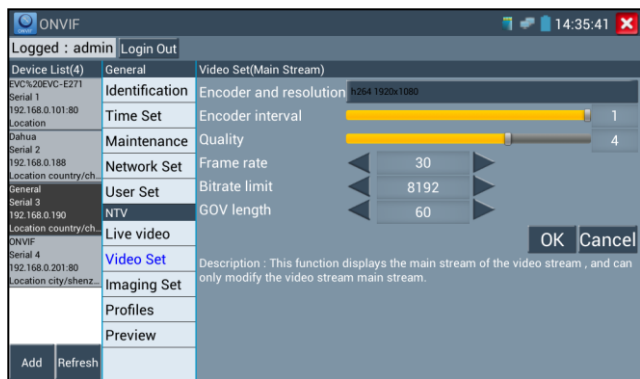 ONVIF
14:35:41
Logged : admin
Login Out
Device List(4)
EVC%20EVC-E271
Serial 1
192.168.0.101:80
Location
Dahua
Serial 2
192.168.0.188
Location country/ch...
General
Serial 3
192.168.0.190
Location country/ch...
ONVIF
Serial 4
192.168.0.201:80
Location city/shenz...
Add
Refresh
General
Identification
Time Set
Maintenance
Network Set
User Set
NTV
Live video
Video Set
Imaging Set
Profiles
Preview
Video Set(Main Stream)
Encoder and resolution h264 1920x1080
Encoder interval 1
Quality 4
Frame rate 30
Bitrate limit 8192
GOV length 60
OK
Cancel
Description : This function displays the main stream of the video stream , and can
only modify the video stream main stream.